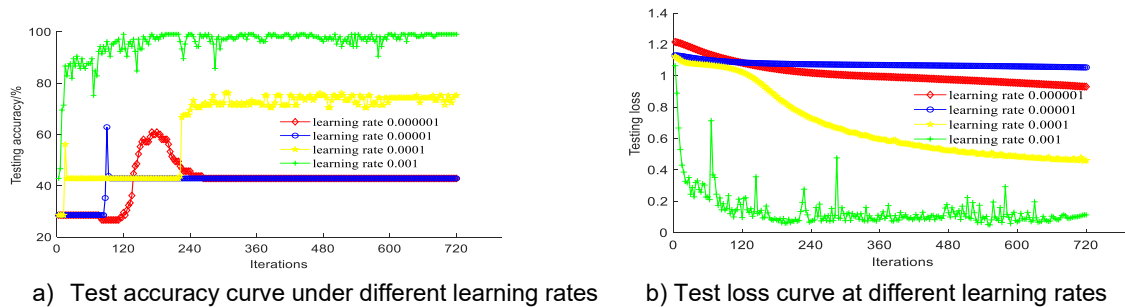 100
80
60
40
20
Testing accuracy/%
learning rate 0.000001
learning rate 0.00001
learning rate 0.0001
learning rate 0.001
0 120 240 360 480 600 720
Iterations
1.4
1.2
1
0.8
0.6
0.4
0.2
0
Testing loss
learning rate 0.000001
learning rate 0.00001
learning rate 0.0001
learning rate 0.001
0 120 240 360 480 600 720
Iterations
a) Test accuracy curve under different learning rates
b) Test loss curve at different learning rates